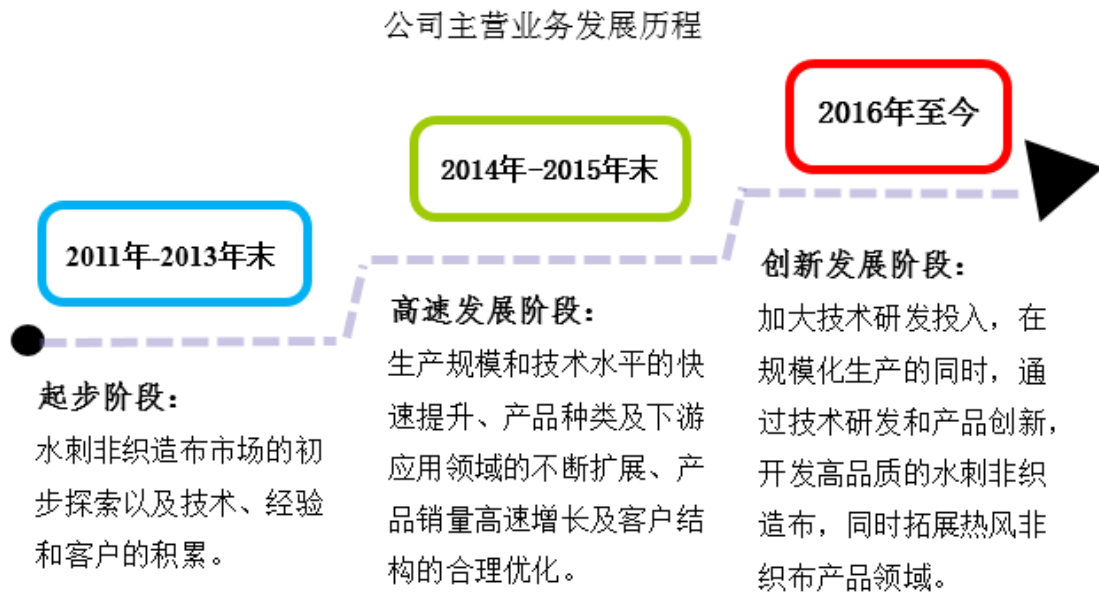 公司主营业务发展历程
2011年-2013年末
起步阶段：
水刺非织造布市场的初
步探索以及技术、经验
和客户的积累。
2014年-2015年末
高速发展阶段：
生产规模和技术水平的快
速提升、产品种类及下游
应用领域的不断扩展、产
品销量高速增长及客户结
构的合理优化。
2016年至今
创新发展阶段：
加大技术研发投入，在
规模化生产的同时，通
过技术研发和产品创新，
开发高品质的水刺非织
造布，同时拓展热风非
织布产品领域。